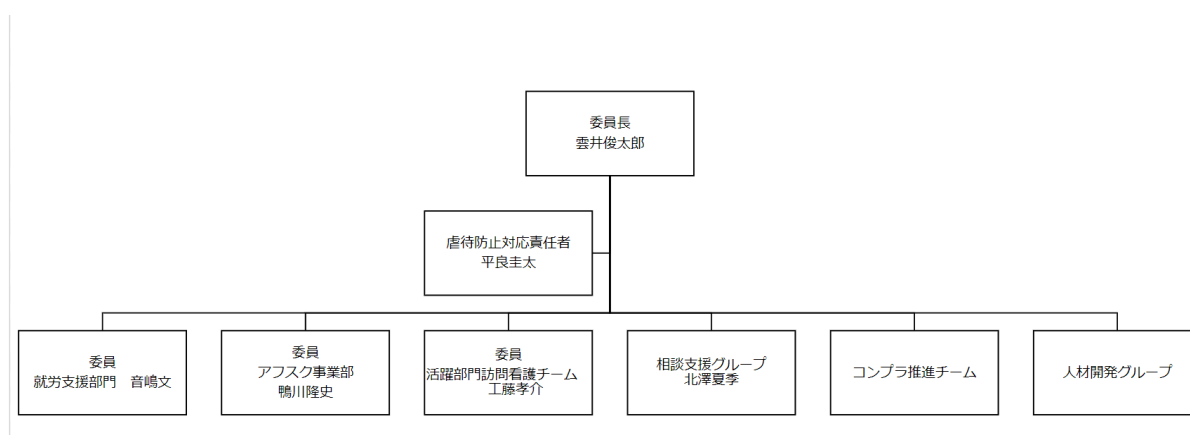 委員長
雲井俊太郎
虐待防止対応責任者
平良圭太
委員
就労支援部門　音嶋文
委員
アフスク事業部
鴨川隆史
委員
活躍部門訪問看護チーム
工藤孝介
相談支援グループ
北澤夏季
コンプラ推進チーム
人材開発グループ